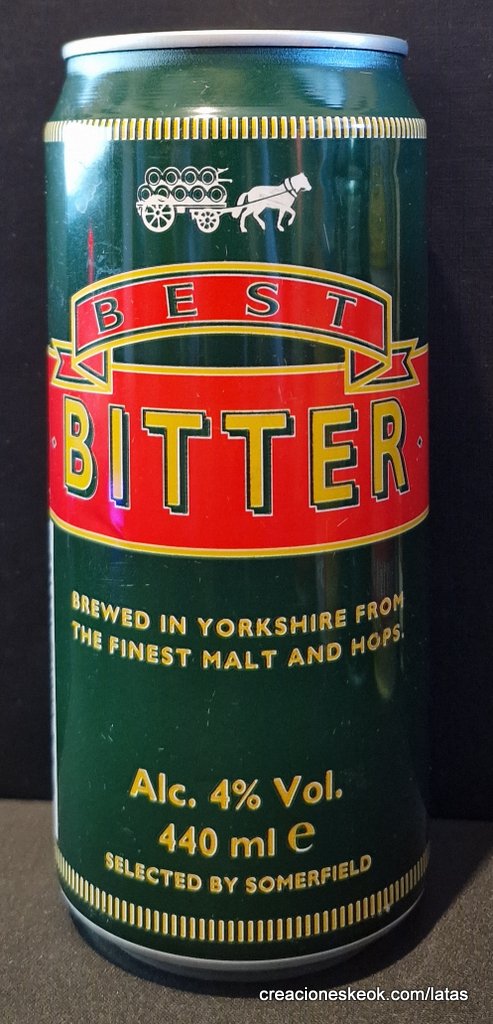 BEST
BITTER
BREWED IN YORKSHIRE FROM
THE FINEST MALT AND HOPS.
Alc. 4% Vol.
440 ml e
SELECTED BY SOMERFIELD
creacioneskeok.com/latas